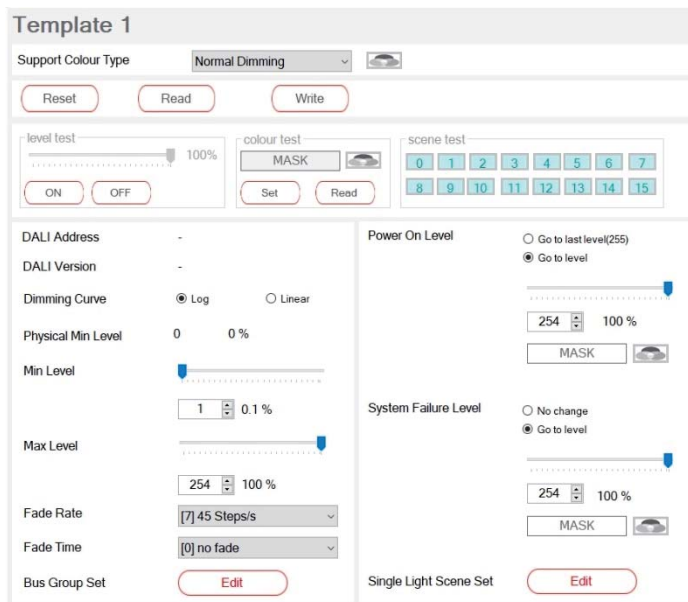 Template 1
Support Colour Type Normal Dimming
Reset Read Write
level test colour test scene test
100% MASK 0 1 2 3 4 5 6 7
ON OFF Set Read 8 9 10 11 12 13 14 15
DALI Address -
DALI Version -
Dimming Curve Log Linear
Physical Min Level 0 0 %
Min Level
1 0.1 %
Max Level
254 100 %
Fade Rate [7] 45 Steps/s
Fade Time [0] no fade
Bus Group Set Edit
Power On Level Go to last level(255)
Go to level
254 100 %
MASK
System Failure Level No change
Go to level
254 100 %
MASK
Single Light Scene Set Edit